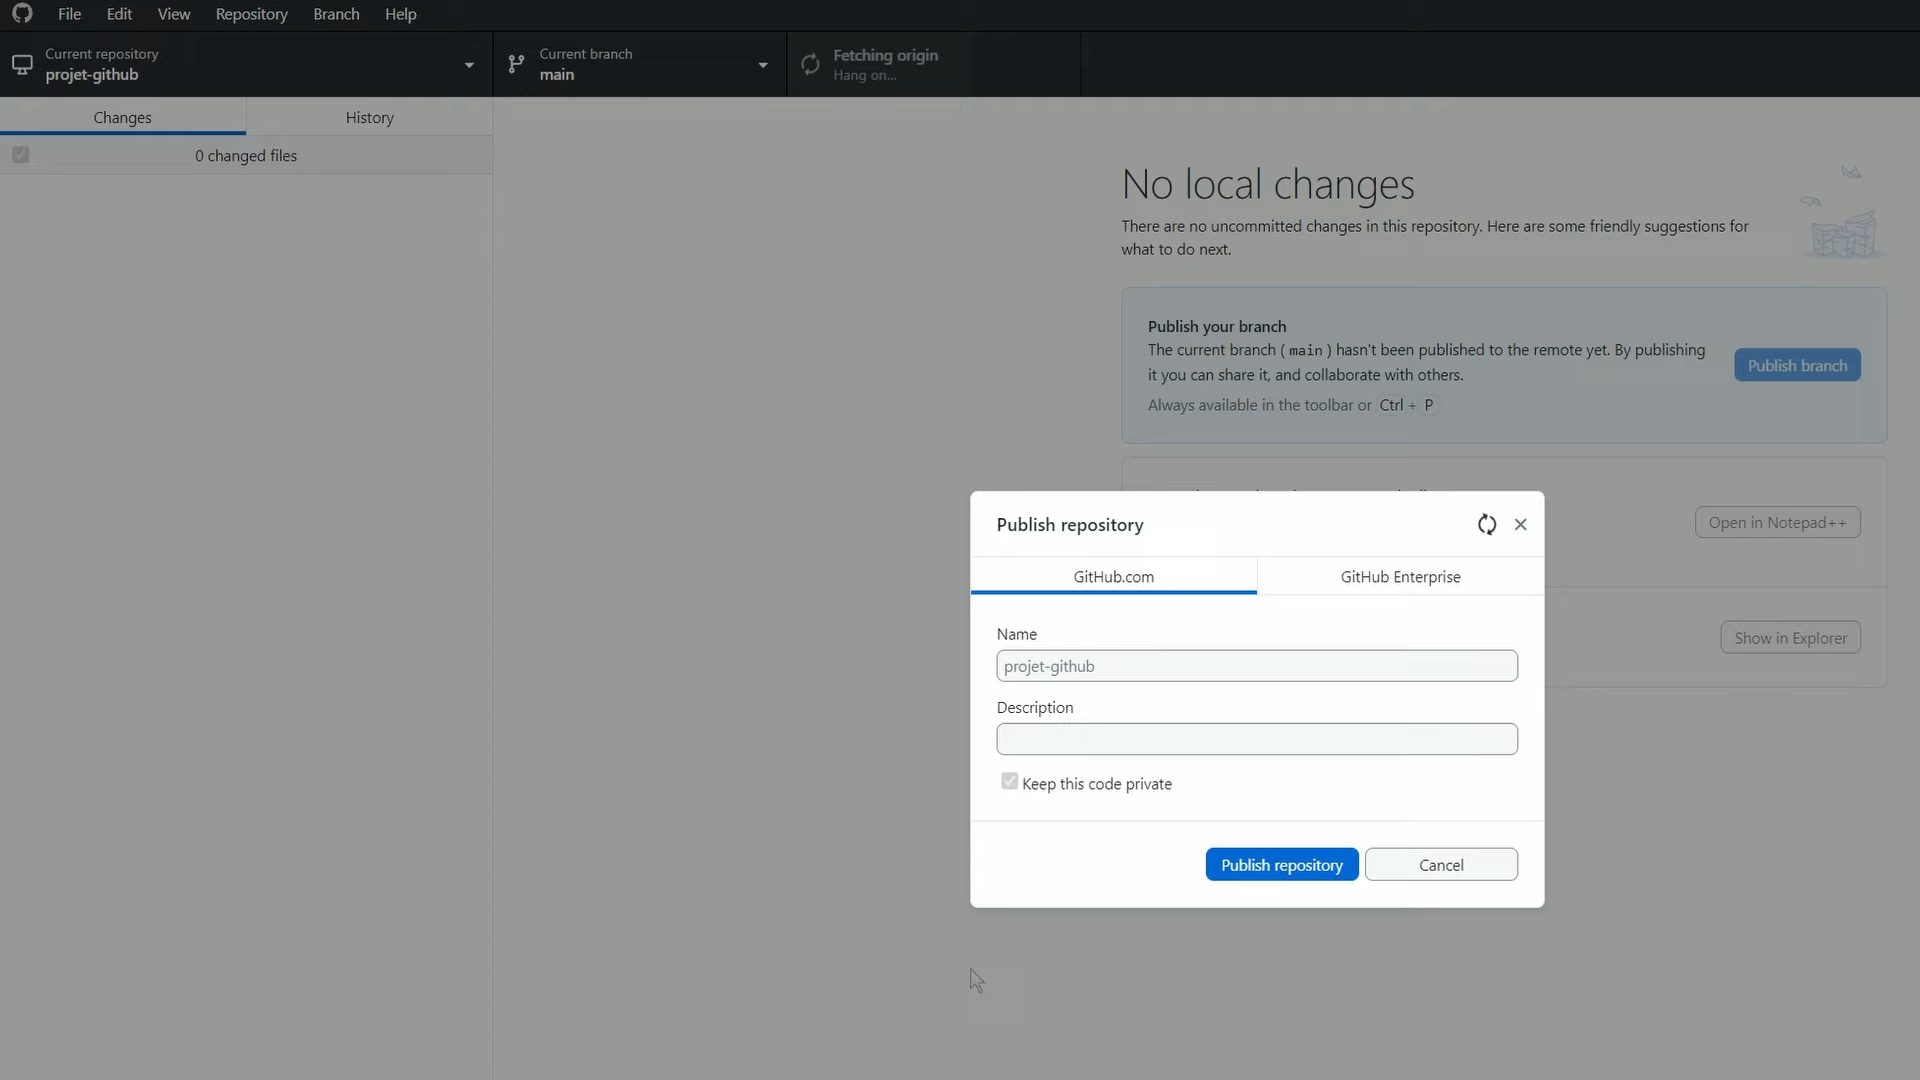 File Edit View Repository Branch Help
Current repository
projet-github
Current branch
main
Fetching origin
Hang on...
Changes
History
0 changed files
No local changes
There are no uncommitted changes in this repository. Here are some friendly suggestions for
what to do next.
Publish your branch
The current branch ( main ) hasn't been published to the remote yet. By publishing
it you can share it, and collaborate with others.
Always available in the toolbar or Ctrl + P
Publish branch
Open in Notepad++
Show in Explorer
Publish repository
GitHub.com
GitHub Enterprise
Name
projet-github
Description
Keep this code private
Publish repository
Cancel